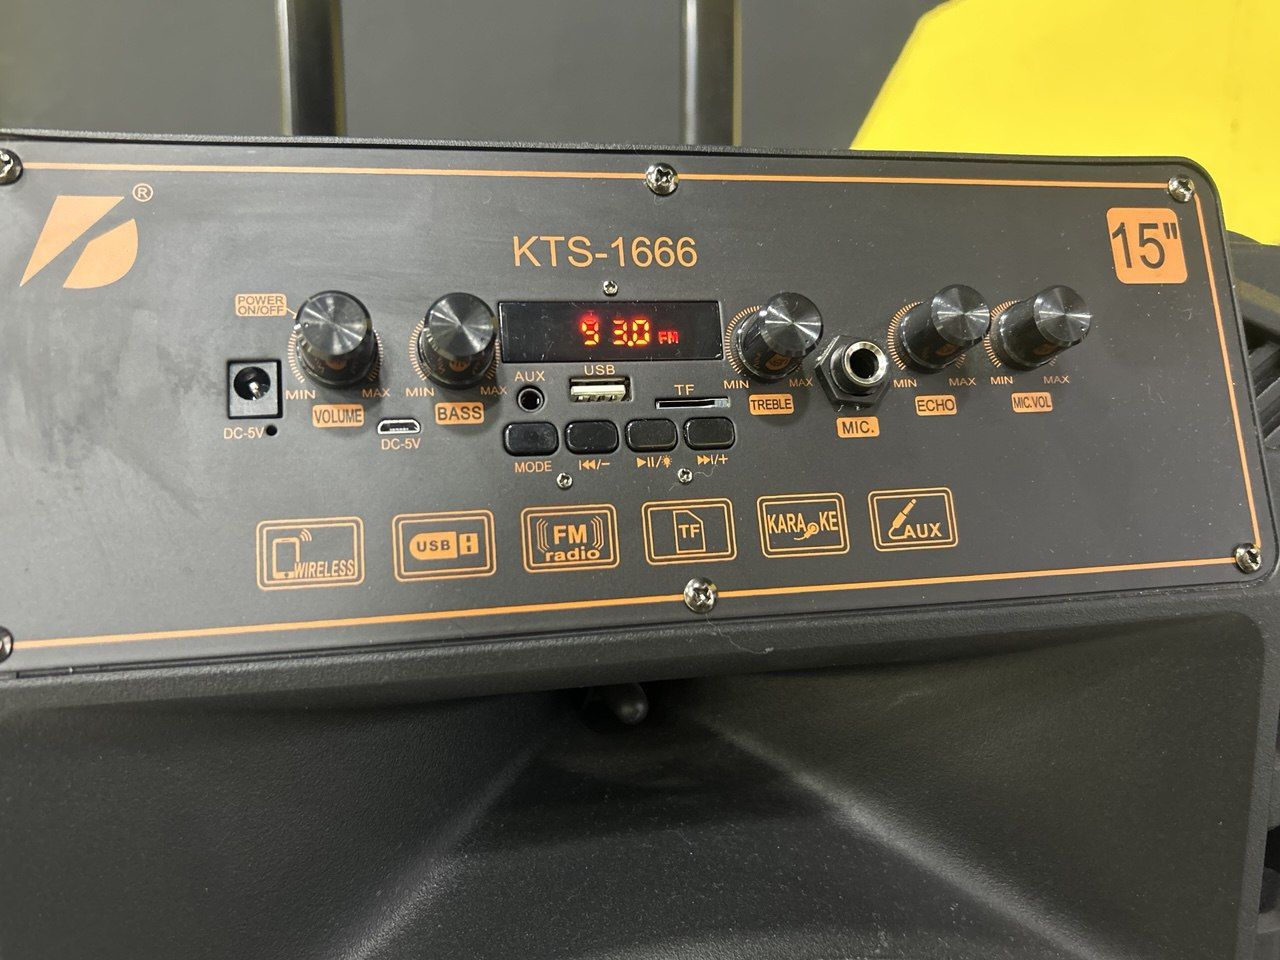 ®
KTS-1666
15"
POWER
ON/OFF
93.0 FM
MIN MAX
VOLUME
MIN MAX
BASS
AUX
USB
TF
MIN MAX
TREBLE
MIC.
MIN MAX
ECHO
MIN MAX
MIC.VOL
DC-5V
DC-5V
MODE
I◀◀/−
▶II/☀
▶▶I/+
WIRELESS
USB
FM
radio
TF
KARAOKE
AUX